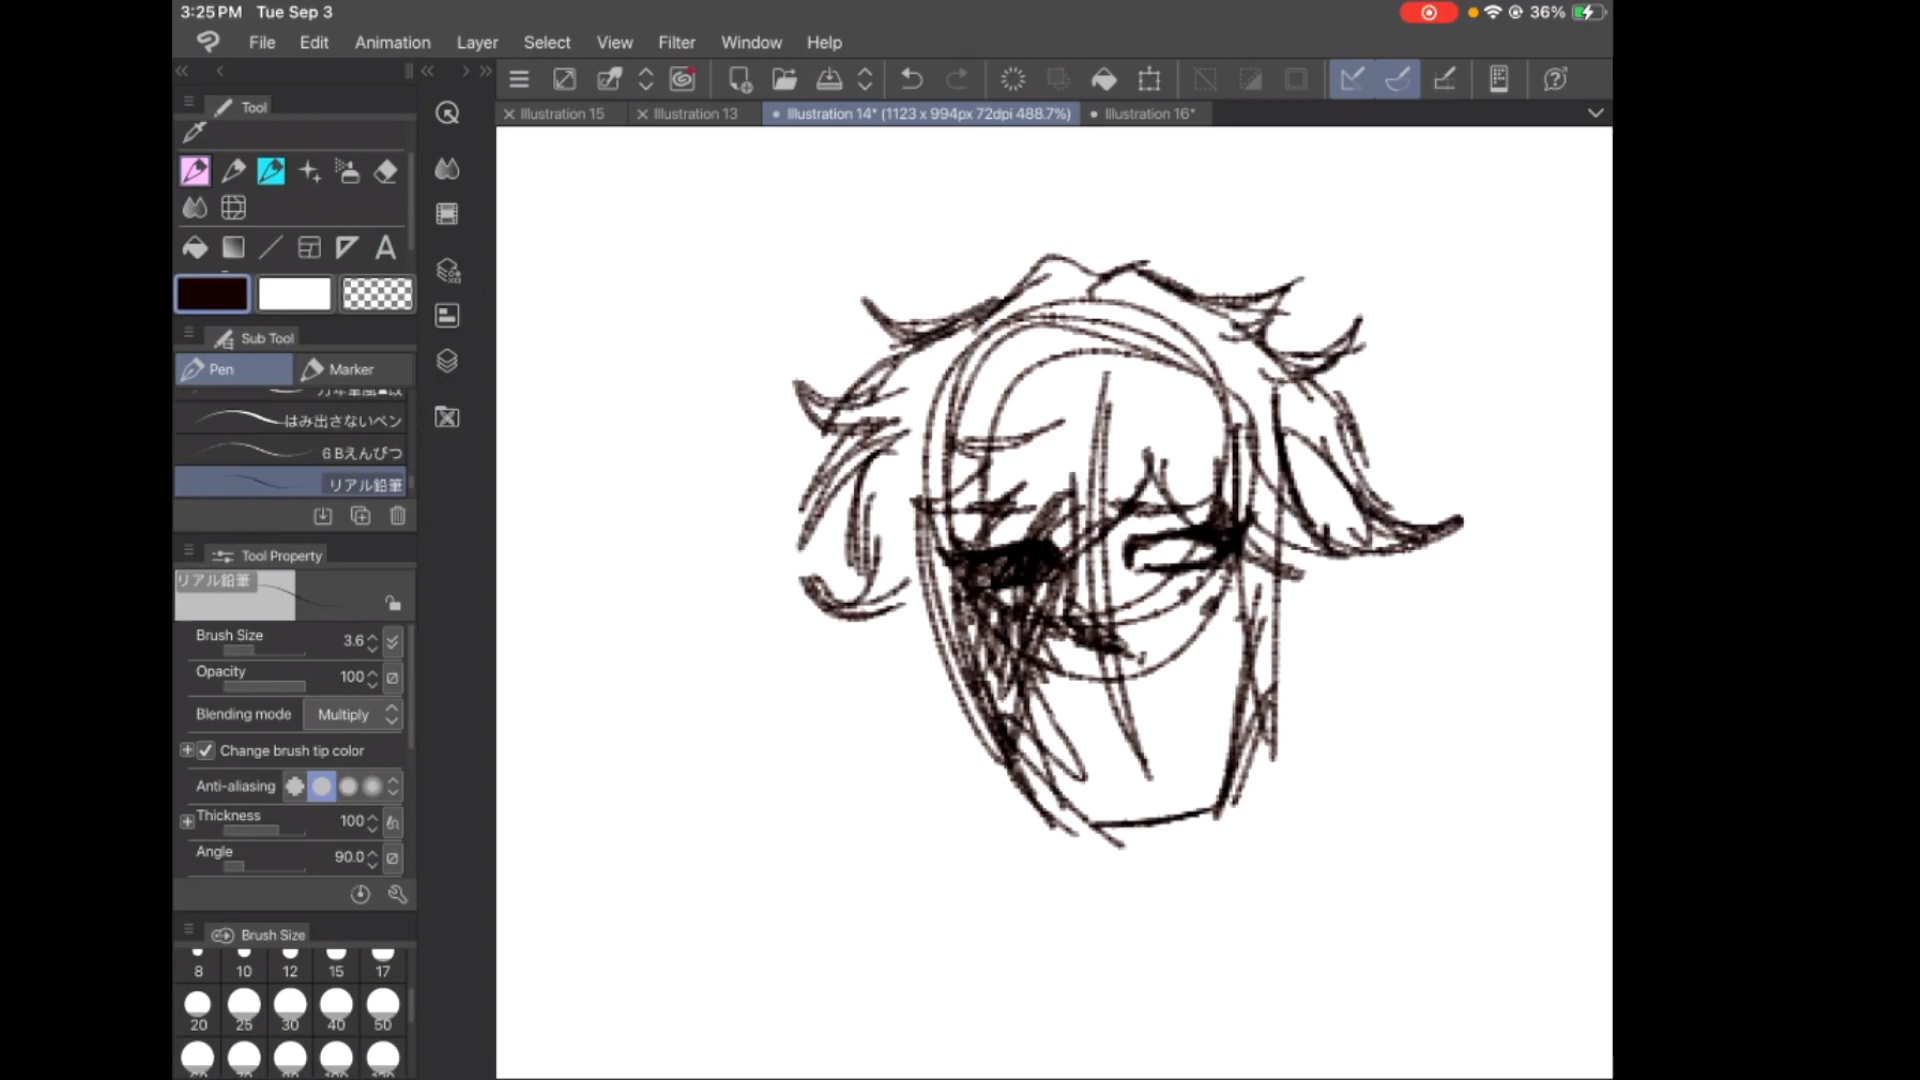 3:25 PM Tue Sep 3
36%
File Edit Animation Layer Select View Filter Window Help
Tool
Illustration 15
Illustration 13
Illustration 14* (1123 x 994px 72dpi 488.7%)
Illustration 16*
Sub Tool
Pen
Marker
はみ出さないペン
6Bえんぴつ
リアル鉛筆
Tool Property
リアル鉛筆
Brush Size 3.6
Opacity 100
Blending mode Multiply
Change brush tip color
Anti-aliasing
Thickness 100
Angle 90.0
Brush Size
8 10 12 15 17
20 25 30 40 50